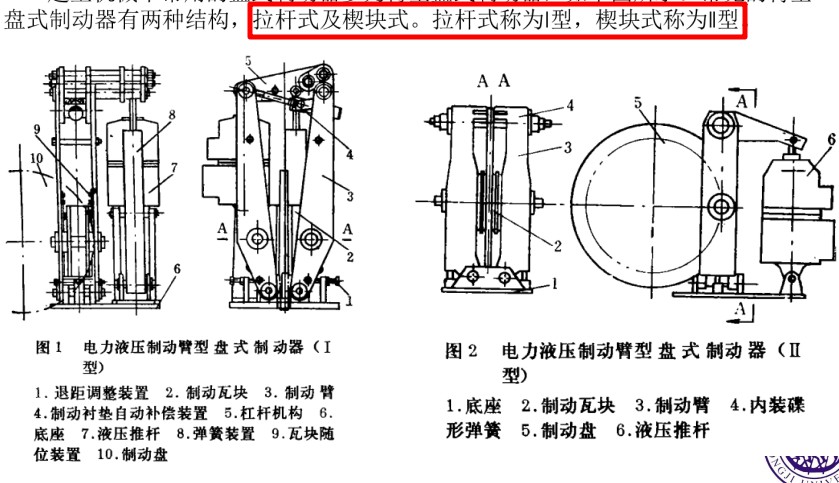 盘式制动器有两种结构，拉杆式及楔块式。拉杆式称为Ⅰ型，楔块式称为Ⅱ型
5
9
8
10
7
6
4
3
A A
2
1
A A
4
3
2
1
5
A
6
A
图1 电力液压制动臂型盘式制动器（Ⅰ
型）
1. 退距调整装置 2. 制动瓦块 3. 制动臂
4.制动衬垫自动补偿装置 5.杠杆机构 6.
底座 7.液压推杆 8.弹簧装置 9.瓦块随
位装置 10.制动盘
图2 电力液压制动臂型盘式制动器（Ⅱ
型）
1.底座 2.制动瓦块 3.制动臂 4.内装碟
形弹簧 5.制动盘 6.液压推杆